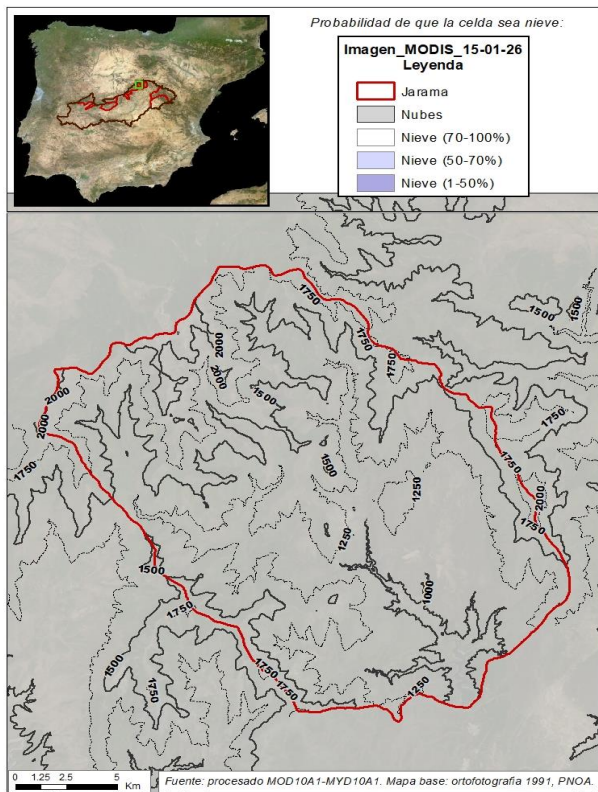 Probabilidad de que la celda sea nieve:
Imagen_MODIS_15-01-26
Leyenda
Jarama
Nubes
Nieve (70-100%)
Nieve (50-70%)
Nieve (1-50%)
1500
1500
1750
2000
1750
1750
2000
2000
1500
2000
1750
1750
1500
1250
1750
2000
1750
1250
1500
1000
1750
1500
1750
1750
1750
1250
0 1.25 2.5 5
Km
Fuente: procesado MOD10A1-MYD10A1. Mapa base: ortofotografia 1991, PNOA.